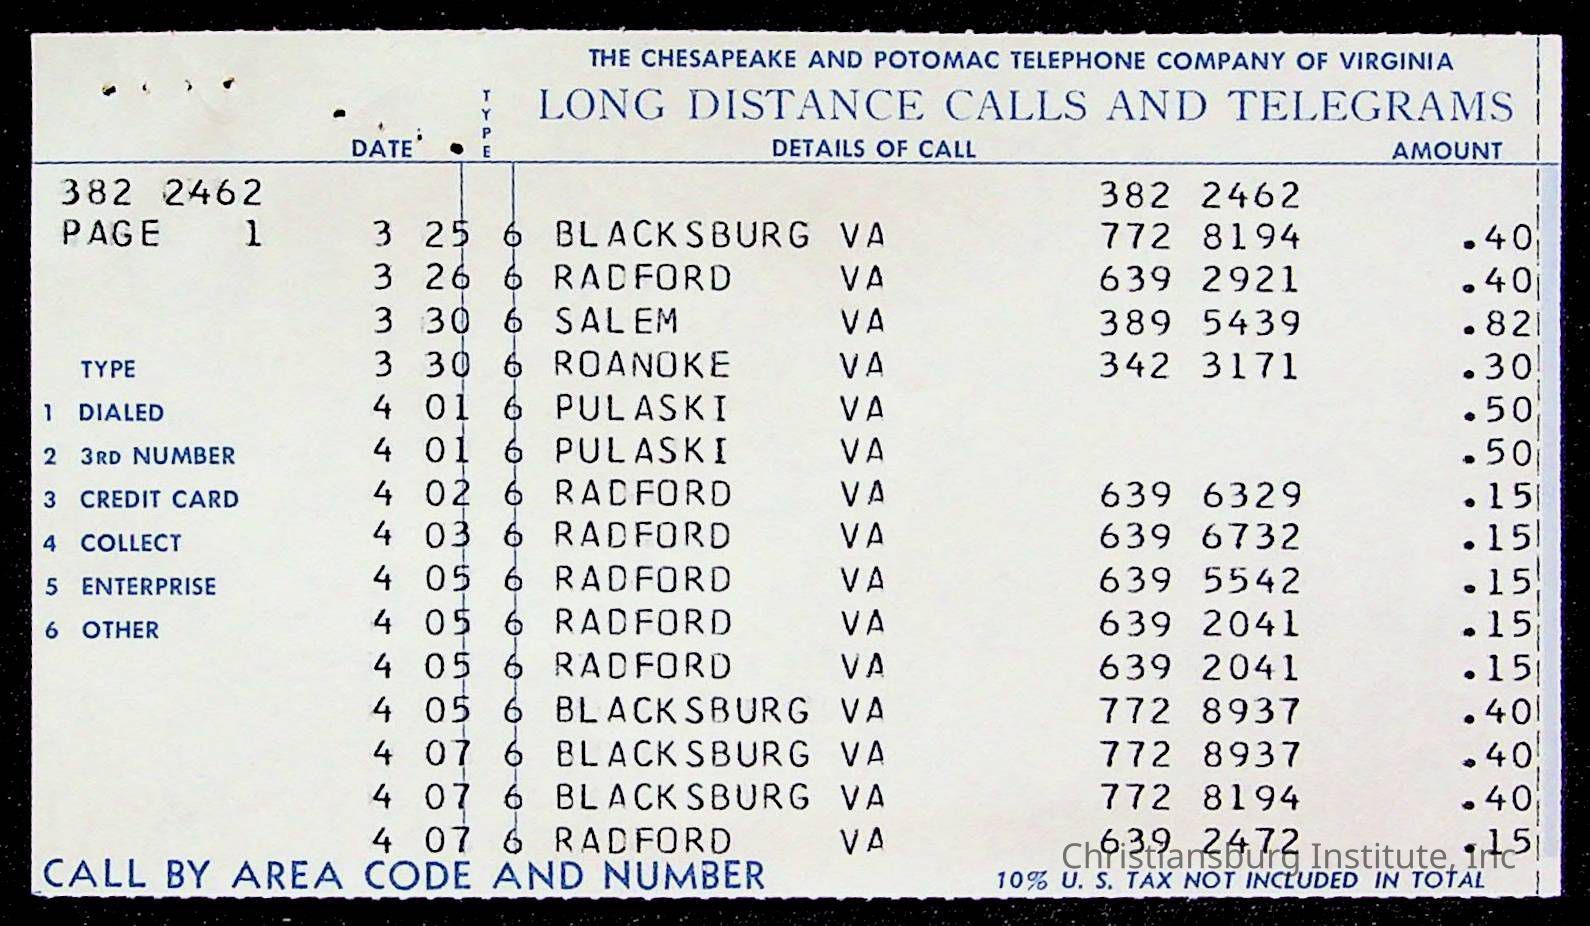 THE CHESAPEAKE AND POTOMAC TELEPHONE COMPANY OF VIRGINIA
LONG DISTANCE CALLS AND TELEGRAMS
DATE TYPE DETAILS OF CALL AMOUNT
382 2462 382 2462
PAGE 1 3 25 6 BLACKSBURG VA 772 8194 .40
3 26 6 RADFORD VA 639 2921 .40
3 30 6 SALEM VA 389 5439 .82
TYPE 3 30 6 ROANOKE VA 342 3171 .30
1 DIALED 4 01 6 PULASKI VA .50
2 3RD NUMBER 4 01 6 PULASKI VA .50
3 CREDIT CARD 4 02 6 RADFORD VA 639 6329 .15
4 COLLECT 4 03 6 RADFORD VA 639 6732 .15
5 ENTERPRISE 4 05 6 RADFORD VA 639 5542 .15
6 OTHER 4 05 6 RADFORD VA 639 2041 .15
4 05 6 RADFORD VA 639 2041 .15
4 05 6 BLACKSBURG VA 772 8937 .40
4 07 6 BLACKSBURG VA 772 8937 .40
4 07 6 BLACKSBURG VA 772 8194 .40
4 07 6 RADFORD VA 639 2472 .15
Christiansburg Institute, Inc
CALL BY AREA CODE AND NUMBER 10% U. S. TAX NOT INCLUDED IN TOTAL